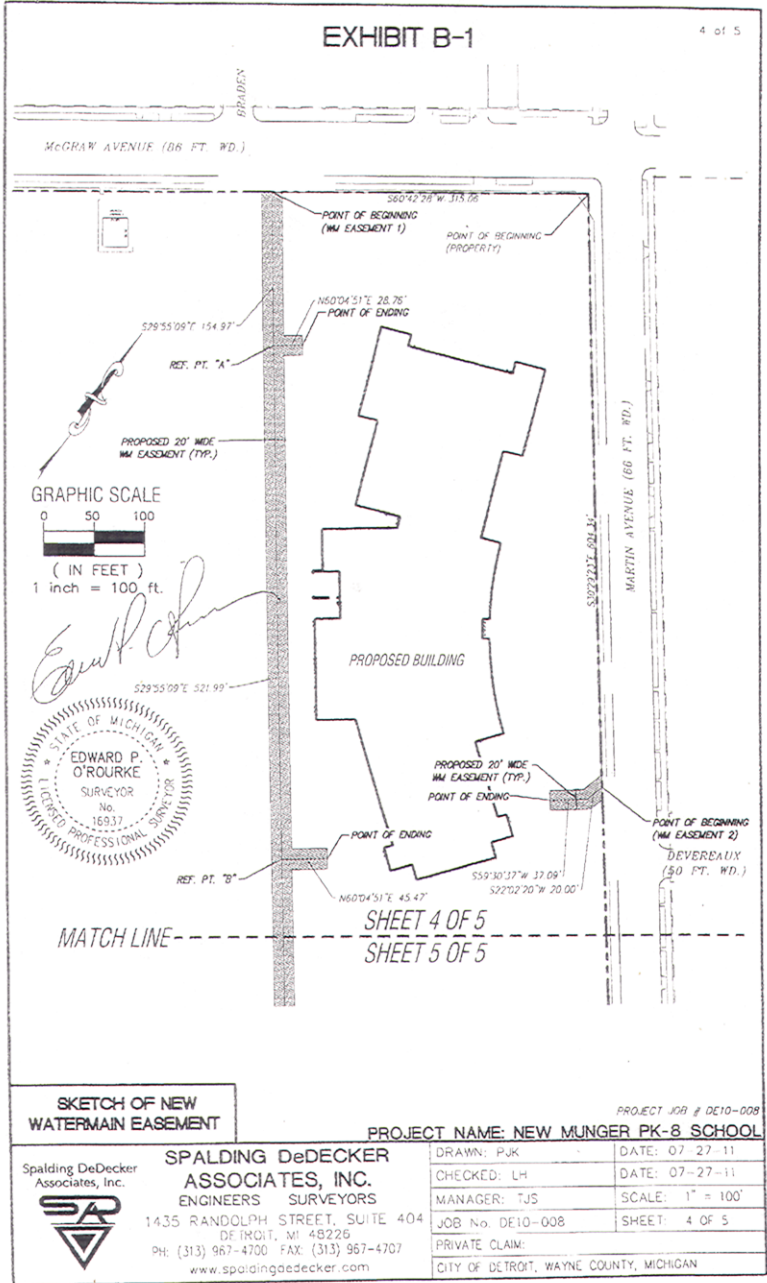 EXHIBIT B-1
4 of 5
BRADEN
McGRAW AVENUE (86 FT. WD.)
S60°42'28"W 315.06'
POINT OF BEGINNING
(WM EASEMENT 1)
POINT OF BEGINNING
(PROPERTY)
N60°04'51"E 28.76'
POINT OF ENDING
S29°55'09"E 154.97'
REF. PT. "A"
PROPOSED 20' WIDE
WM EASEMENT (TYP.)
MARTIN AVENUE (66 FT. WD.)
GRAPHIC SCALE
0 50 100
( IN FEET )
1 inch = 100 ft.
PROPOSED BUILDING
S29°55'09"E 521.99'
STATE OF MICHIGAN
EDWARD P.
O'ROURKE
SURVEYOR
No.
16937
LICENSED PROFESSIONAL SURVEYOR
PROPOSED 20' WIDE
WM EASEMENT (TYP.)
POINT OF ENDING
POINT OF BEGINNING
(WM EASEMENT 2)
DEVEREAUX
(50 FT. WD.)
POINT OF ENDING
REF. PT. "B"
S59°30'37"W 37.09'
S22°02'20"W 20.00'
N60°04'51"E 45.47'
MATCH LINE
SHEET 4 OF 5
SHEET 5 OF 5
SKETCH OF NEW
WATERMAIN EASEMENT
PROJECT JOB # DE10-008
PROJECT NAME: NEW MUNGER PK-8 SCHOOL
Spalding DeDecker
Associates, Inc.
SPALDING DeDECKER
ASSOCIATES, INC.
ENGINEERS SURVEYORS
1435 RANDOLPH STREET, SUITE 404
DETROIT, MI 48226
PH: (313) 967-4700 FAX: (313) 967-4707
www.spaldingdedecker.com
DRAWN: PJK
DATE: 07-27-11
CHECKED: LH
DATE: 07-27-11
MANAGER: TJS
SCALE: 1" = 100'
JOB No. DE10-008
SHEET: 4 OF 5
PRIVATE CLAIM:
CITY OF DETROIT, WAYNE COUNTY, MICHIGAN